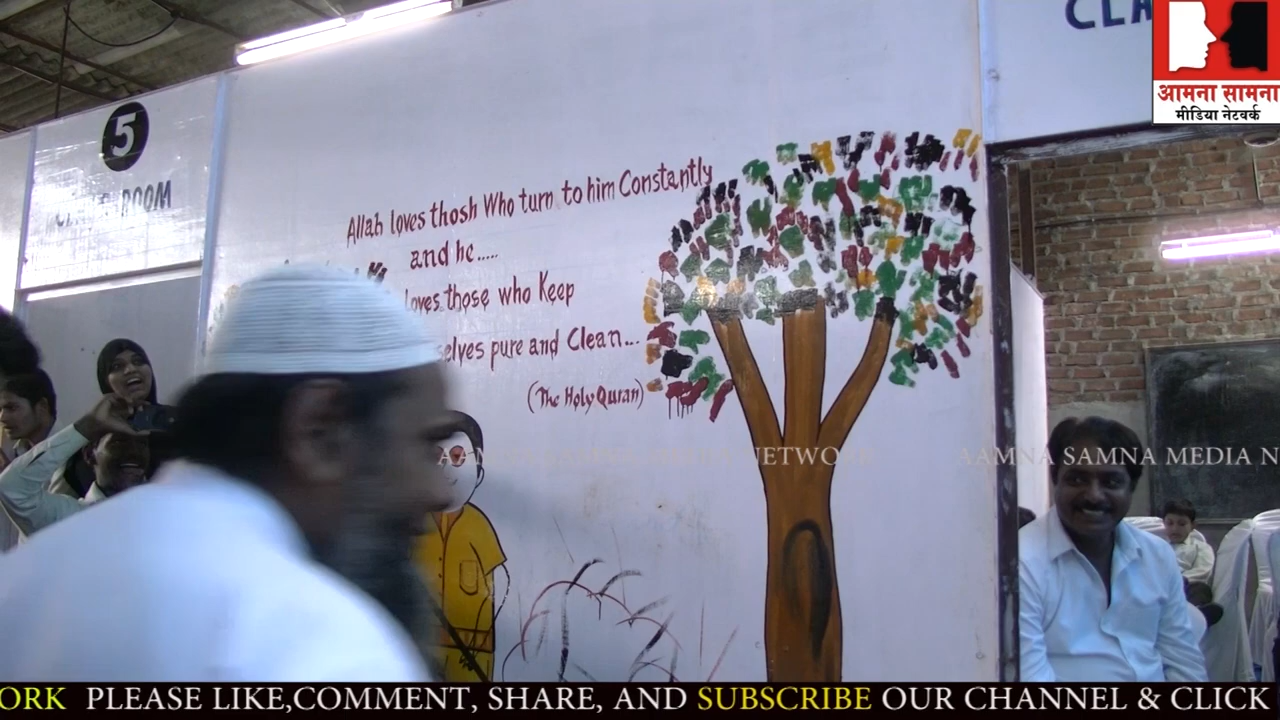 CLA
आमना सामना
मीडिया नेटवर्क
5
ROOM
Allah loves thosh Who turn to him Constantly
and he.....
loves those who Keep
selves pure and Clean...
(The Holy Quran)
NETWORK
AAMNA SAMNA MEDIA N
ORK PLEASE LIKE,COMMENT, SHARE, AND SUBSCRIBE OUR CHANNEL & CLICK